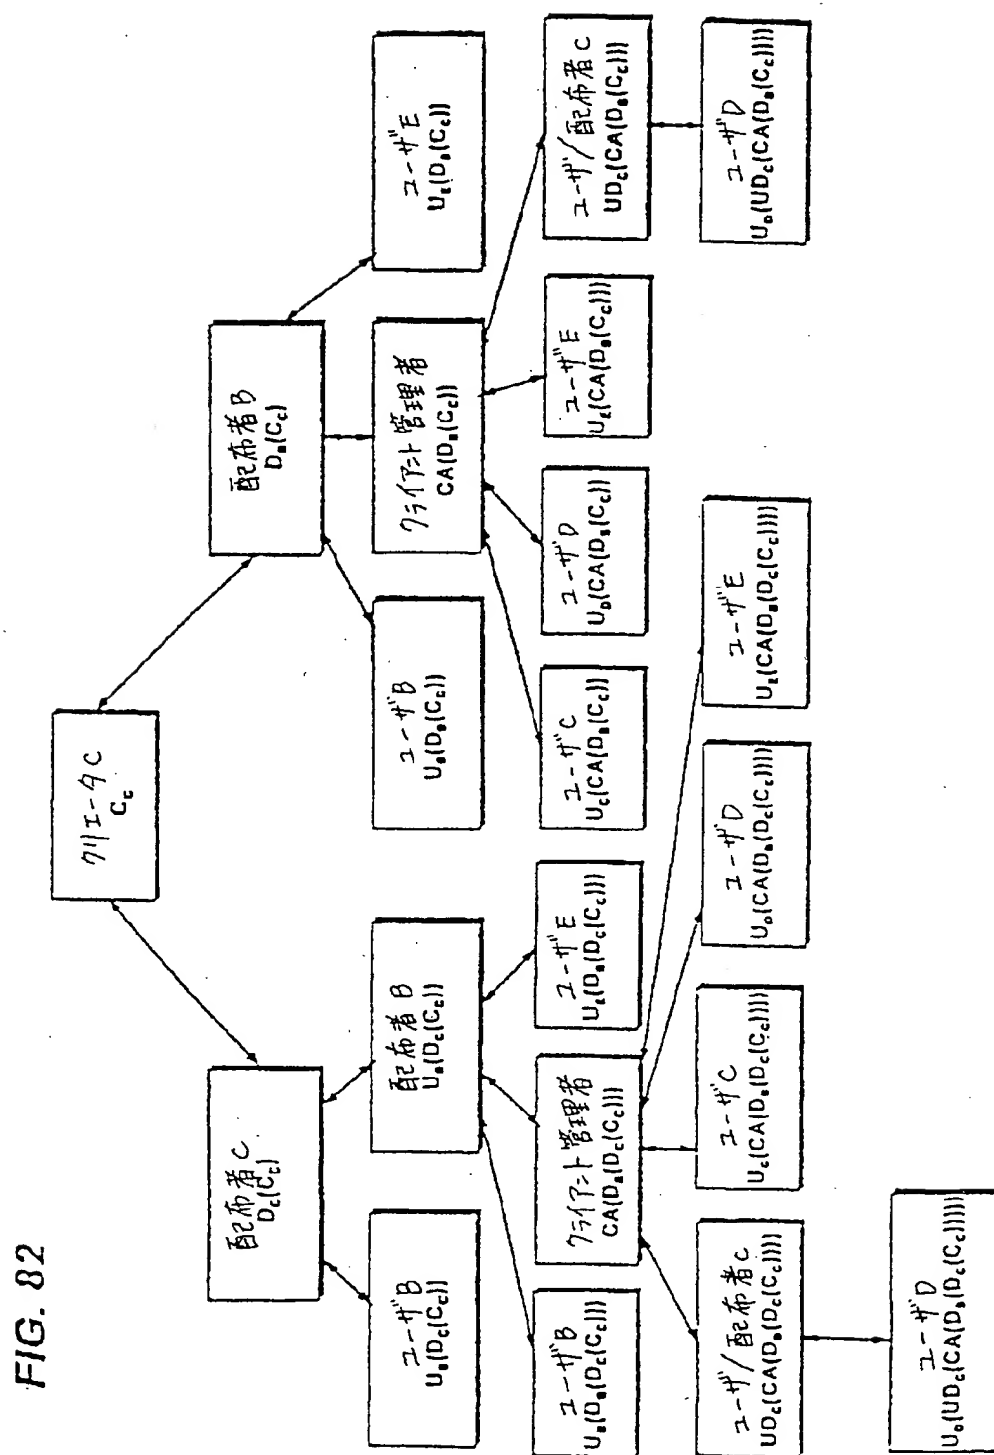 FIG. 82
クリエータC
C_C
配布者C
D_C(C_C)
配布者B
D_B(C_C)
ユーザB
U_B(D_C(C_C))
配布者B
U_B(D_C(C_C))
ユーザB
U_B(D_B(C_C))
クライアント管理者
CA(D_B(C_C))
ユーザE
U_E(D_B(C_C))
ユーザB
U_B(D_B(D_C(C_C)))
クライアント管理者
CA(D_B(D_C(C_C)))
ユーザE
U_E(D_B(D_C(C_C)))
ユーザC
U_C(CA(D_B(C_C))
ユーザD
U_D(CA(D_B(C_C))
ユーザE
U_E(CA(D_B(C_C)))
ユーザ/配布者C
UD_C(CA(D_B(C_C)))
ユーザ/配布者C
UD_C(CA(D_B(D_C(C_C))))
ユーザC
U_C(CA(D_B(D_C(C_C))))
ユーザD
U_D(CA(D_B(D_C(C_C))))
ユーザE
U_E(CA(D_B(D_C(C_C))))
ユーザD
U_D(UD_C(CA(D_B(C_C))))
ユーザD
U_D(UD_C(CA(D_B(D_C(C_C)))))